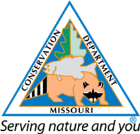 CONSERVATION
DEPARTMENT
MISSOURI
Serving nature and you